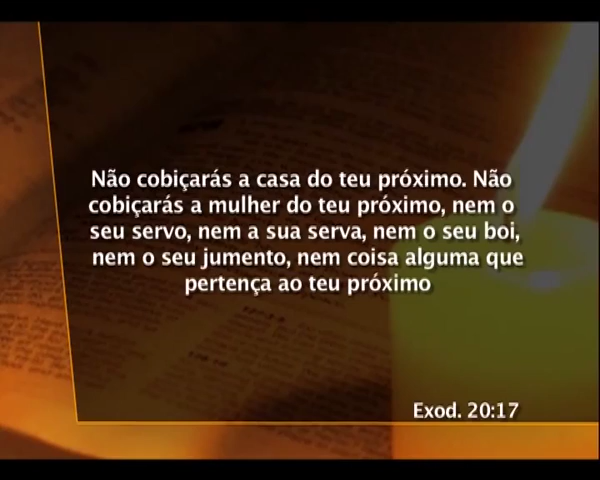 Não cobiçarás a casa do teu próximo. Não
cobiçarás a mulher do teu próximo, nem o
seu servo, nem a sua serva, nem o seu boi,
nem o seu jumento, nem coisa alguma que
pertença ao teu próximo
Exod. 20:17